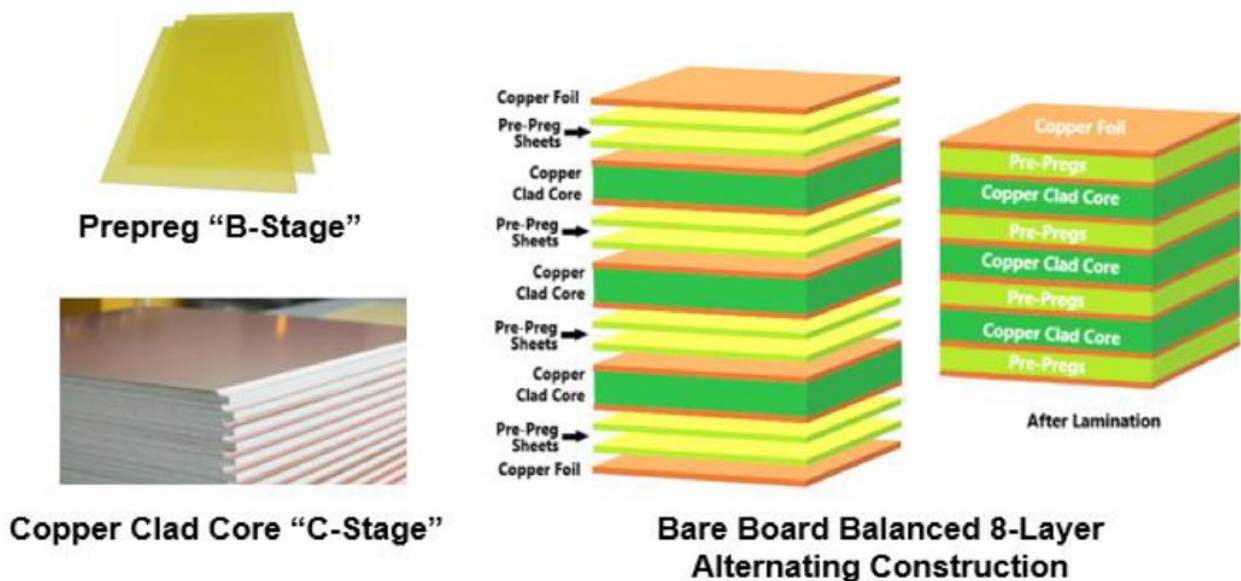 Prepreg “B-Stage”
Copper Clad Core “C-Stage”
Copper Foil
Pre-Preg
Sheets
Copper
Clad Core
Pre-Preg
Sheets
Copper
Clad Core
Pre-Preg
Sheets
Copper
Clad Core
Pre-Preg
Sheets
Copper Foil
Copper Foil
Pre-Pregs
Copper Clad Core
Pre-Pregs
Copper Clad Core
Pre-Pregs
Copper Clad Core
Pre-Pregs
After Lamination
Bare Board Balanced 8-Layer
Alternating Construction